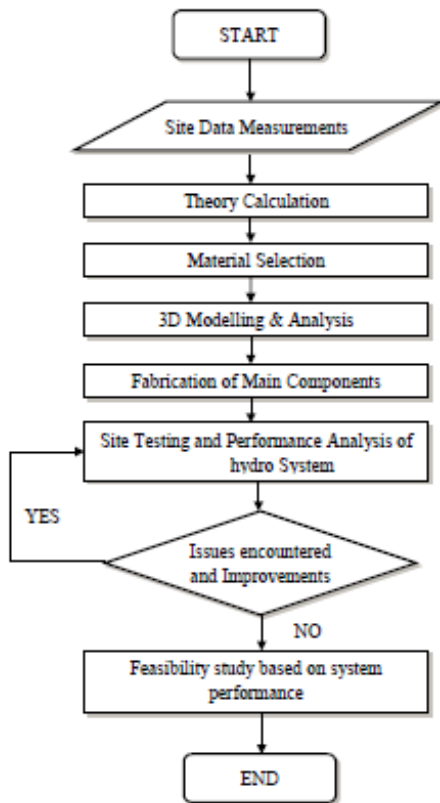 START
Site Data Measurements
Theory Calculation
Material Selection
3D Modelling & Analysis
Fabrication of Main Components
Site Testing and Performance Analysis of
hydro System
YES
Issues encountered
and Improvements
NO
Feasibility study based on system
performance
END